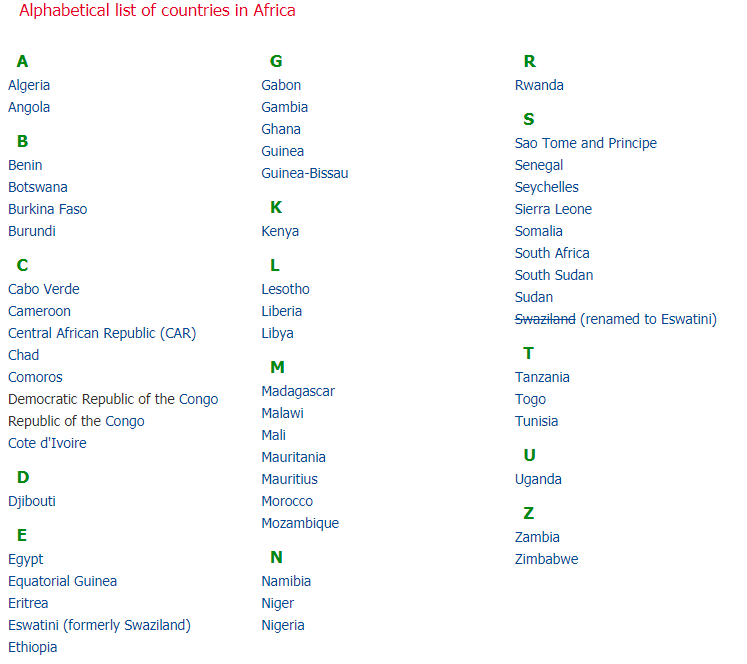 Alphabetical list of countries in Africa
A
Algeria
Angola
B
Benin
Botswana
Burkina Faso
Burundi
C
Cabo Verde
Cameroon
Central African Republic (CAR)
Chad
Comoros
Democratic Republic of the Congo
Republic of the Congo
Cote d'Ivoire
D
Djibouti
E
Egypt
Equatorial Guinea
Eritrea
Eswatini (formerly Swaziland)
Ethiopia
G
Gabon
Gambia
Ghana
Guinea
Guinea-Bissau
K
Kenya
L
Lesotho
Liberia
Libya
M
Madagascar
Malawi
Mali
Mauritania
Mauritius
Morocco
Mozambique
N
Namibia
Niger
Nigeria
R
Rwanda
S
Sao Tome and Principe
Senegal
Seychelles
Sierra Leone
Somalia
South Africa
South Sudan
Sudan
Swaziland (renamed to Eswatini)
T
Tanzania
Togo
Tunisia
U
Uganda
Z
Zambia
Zimbabwe